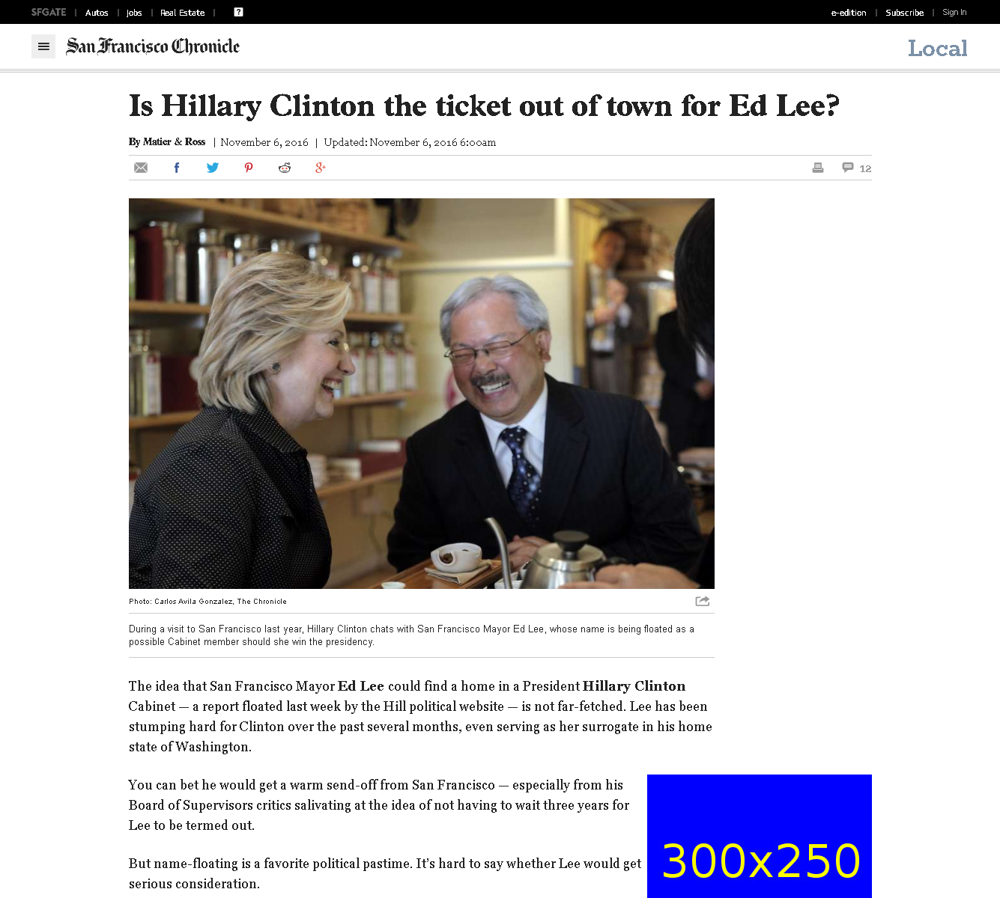 SFGATE | Autos | Jobs | Real Estate | ? e-edition | Subscribe | Sign In
San Francisco Chronicle Local
Is Hillary Clinton the ticket out of town for Ed Lee?
By Matier & Ross | November 6, 2016 | Updated: November 6, 2016 6:00am
12
Photo: Carlos Avila Gonzalez, The Chronicle
During a visit to San Francisco last year, Hillary Clinton chats with San Francisco Mayor Ed Lee, whose name is being floated as a
possible Cabinet member should she win the presidency.
The idea that San Francisco Mayor Ed Lee could find a home in a President Hillary Clinton
Cabinet — a report floated last week by the Hill political website — is not far-fetched. Lee has been
stumping hard for Clinton over the past several months, even serving as her surrogate in his home
state of Washington.
You can bet he would get a warm send-off from San Francisco — especially from his
Board of Supervisors critics salivating at the idea of not having to wait three years for
Lee to be termed out.
But name-floating is a favorite political pastime. It’s hard to say whether Lee would get
serious consideration.
300x250